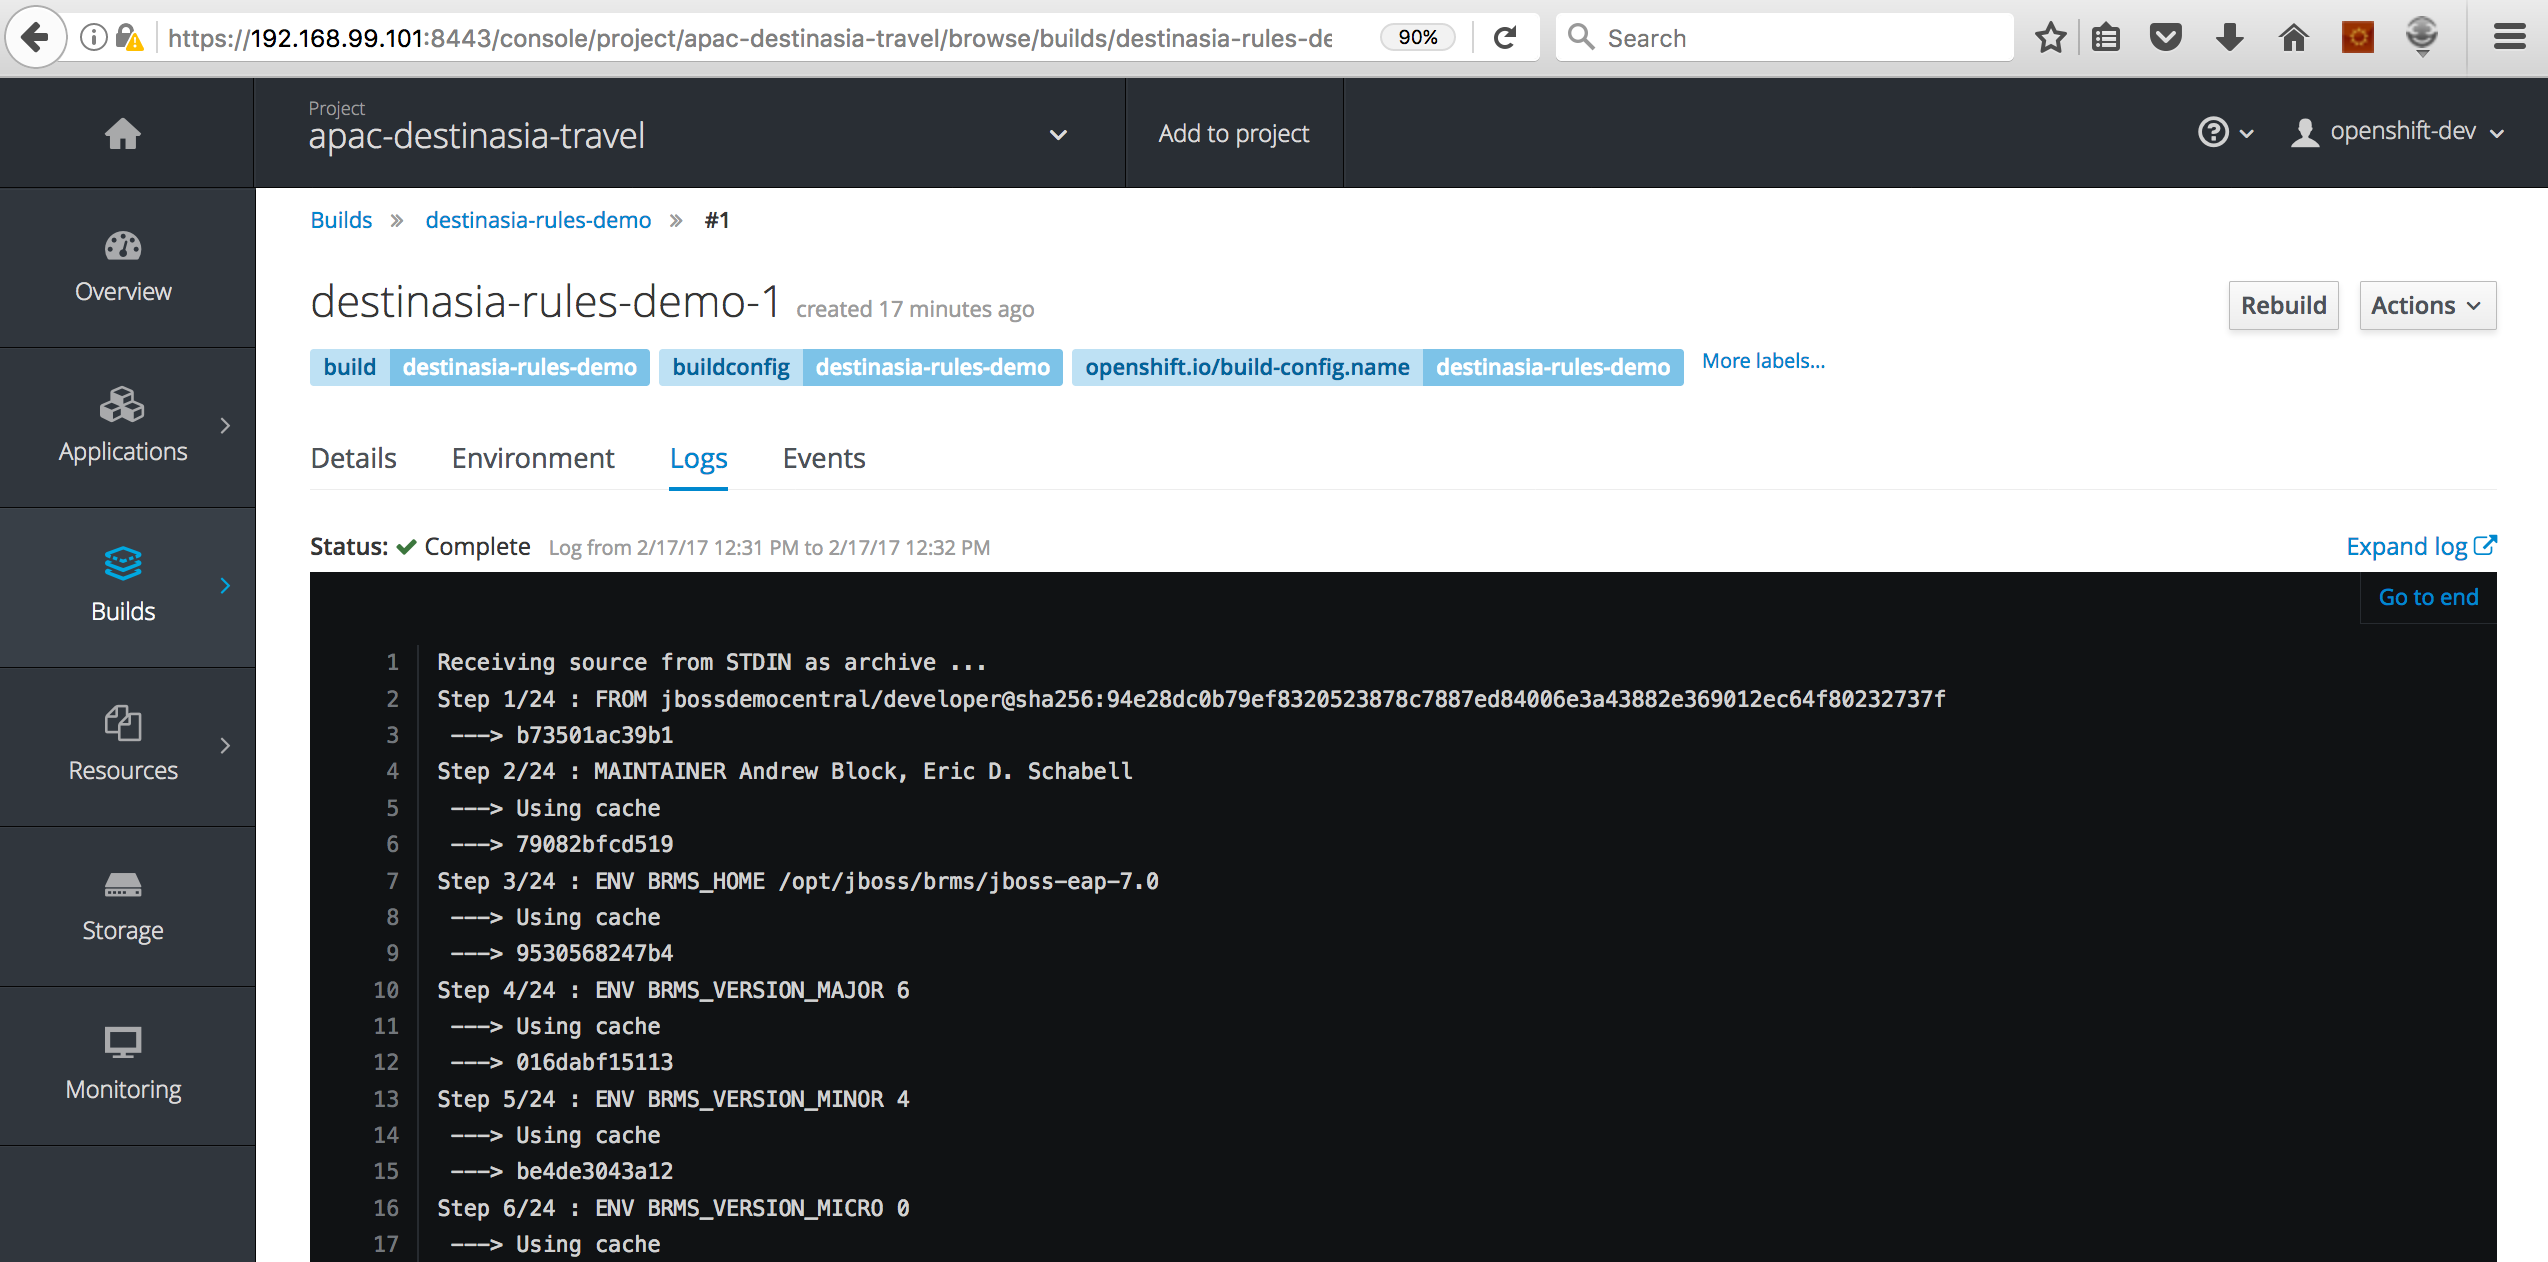 https://192.168.99.101:8443/console/project/apac-destinasia-travel/browse/builds/destinasia-rules-de
90%
Search
Project
apac-destinasia-travel
Add to project
openshift-dev
Overview
Applications
Builds
Resources
Storage
Monitoring
Builds » destinasia-rules-demo » #1
destinasia-rules-demo-1 created 17 minutes ago
Rebuild
Actions
build destinasia-rules-demo buildconfig destinasia-rules-demo openshift.io/build-config.name destinasia-rules-demo More labels...
Details Environment Logs Events
Status: Complete Log from 2/17/17 12:31 PM to 2/17/17 12:32 PM
Expand log
Go to end
1 Receiving source from STDIN as archive ...
2 Step 1/24 : FROM jbossdemocentral/developer@sha256:94e28dc0b79ef8320523878c7887ed84006e3a43882e369012ec64f80232737f
3 ---> b73501ac39b1
4 Step 2/24 : MAINTAINER Andrew Block, Eric D. Schabell
5 ---> Using cache
6 ---> 79082bfcd519
7 Step 3/24 : ENV BRMS_HOME /opt/jboss/brms/jboss-eap-7.0
8 ---> Using cache
9 ---> 9530568247b4
10 Step 4/24 : ENV BRMS_VERSION_MAJOR 6
11 ---> Using cache
12 ---> 016dabf15113
13 Step 5/24 : ENV BRMS_VERSION_MINOR 4
14 ---> Using cache
15 ---> be4de3043a12
16 Step 6/24 : ENV BRMS_VERSION_MICRO 0
17 ---> Using cache